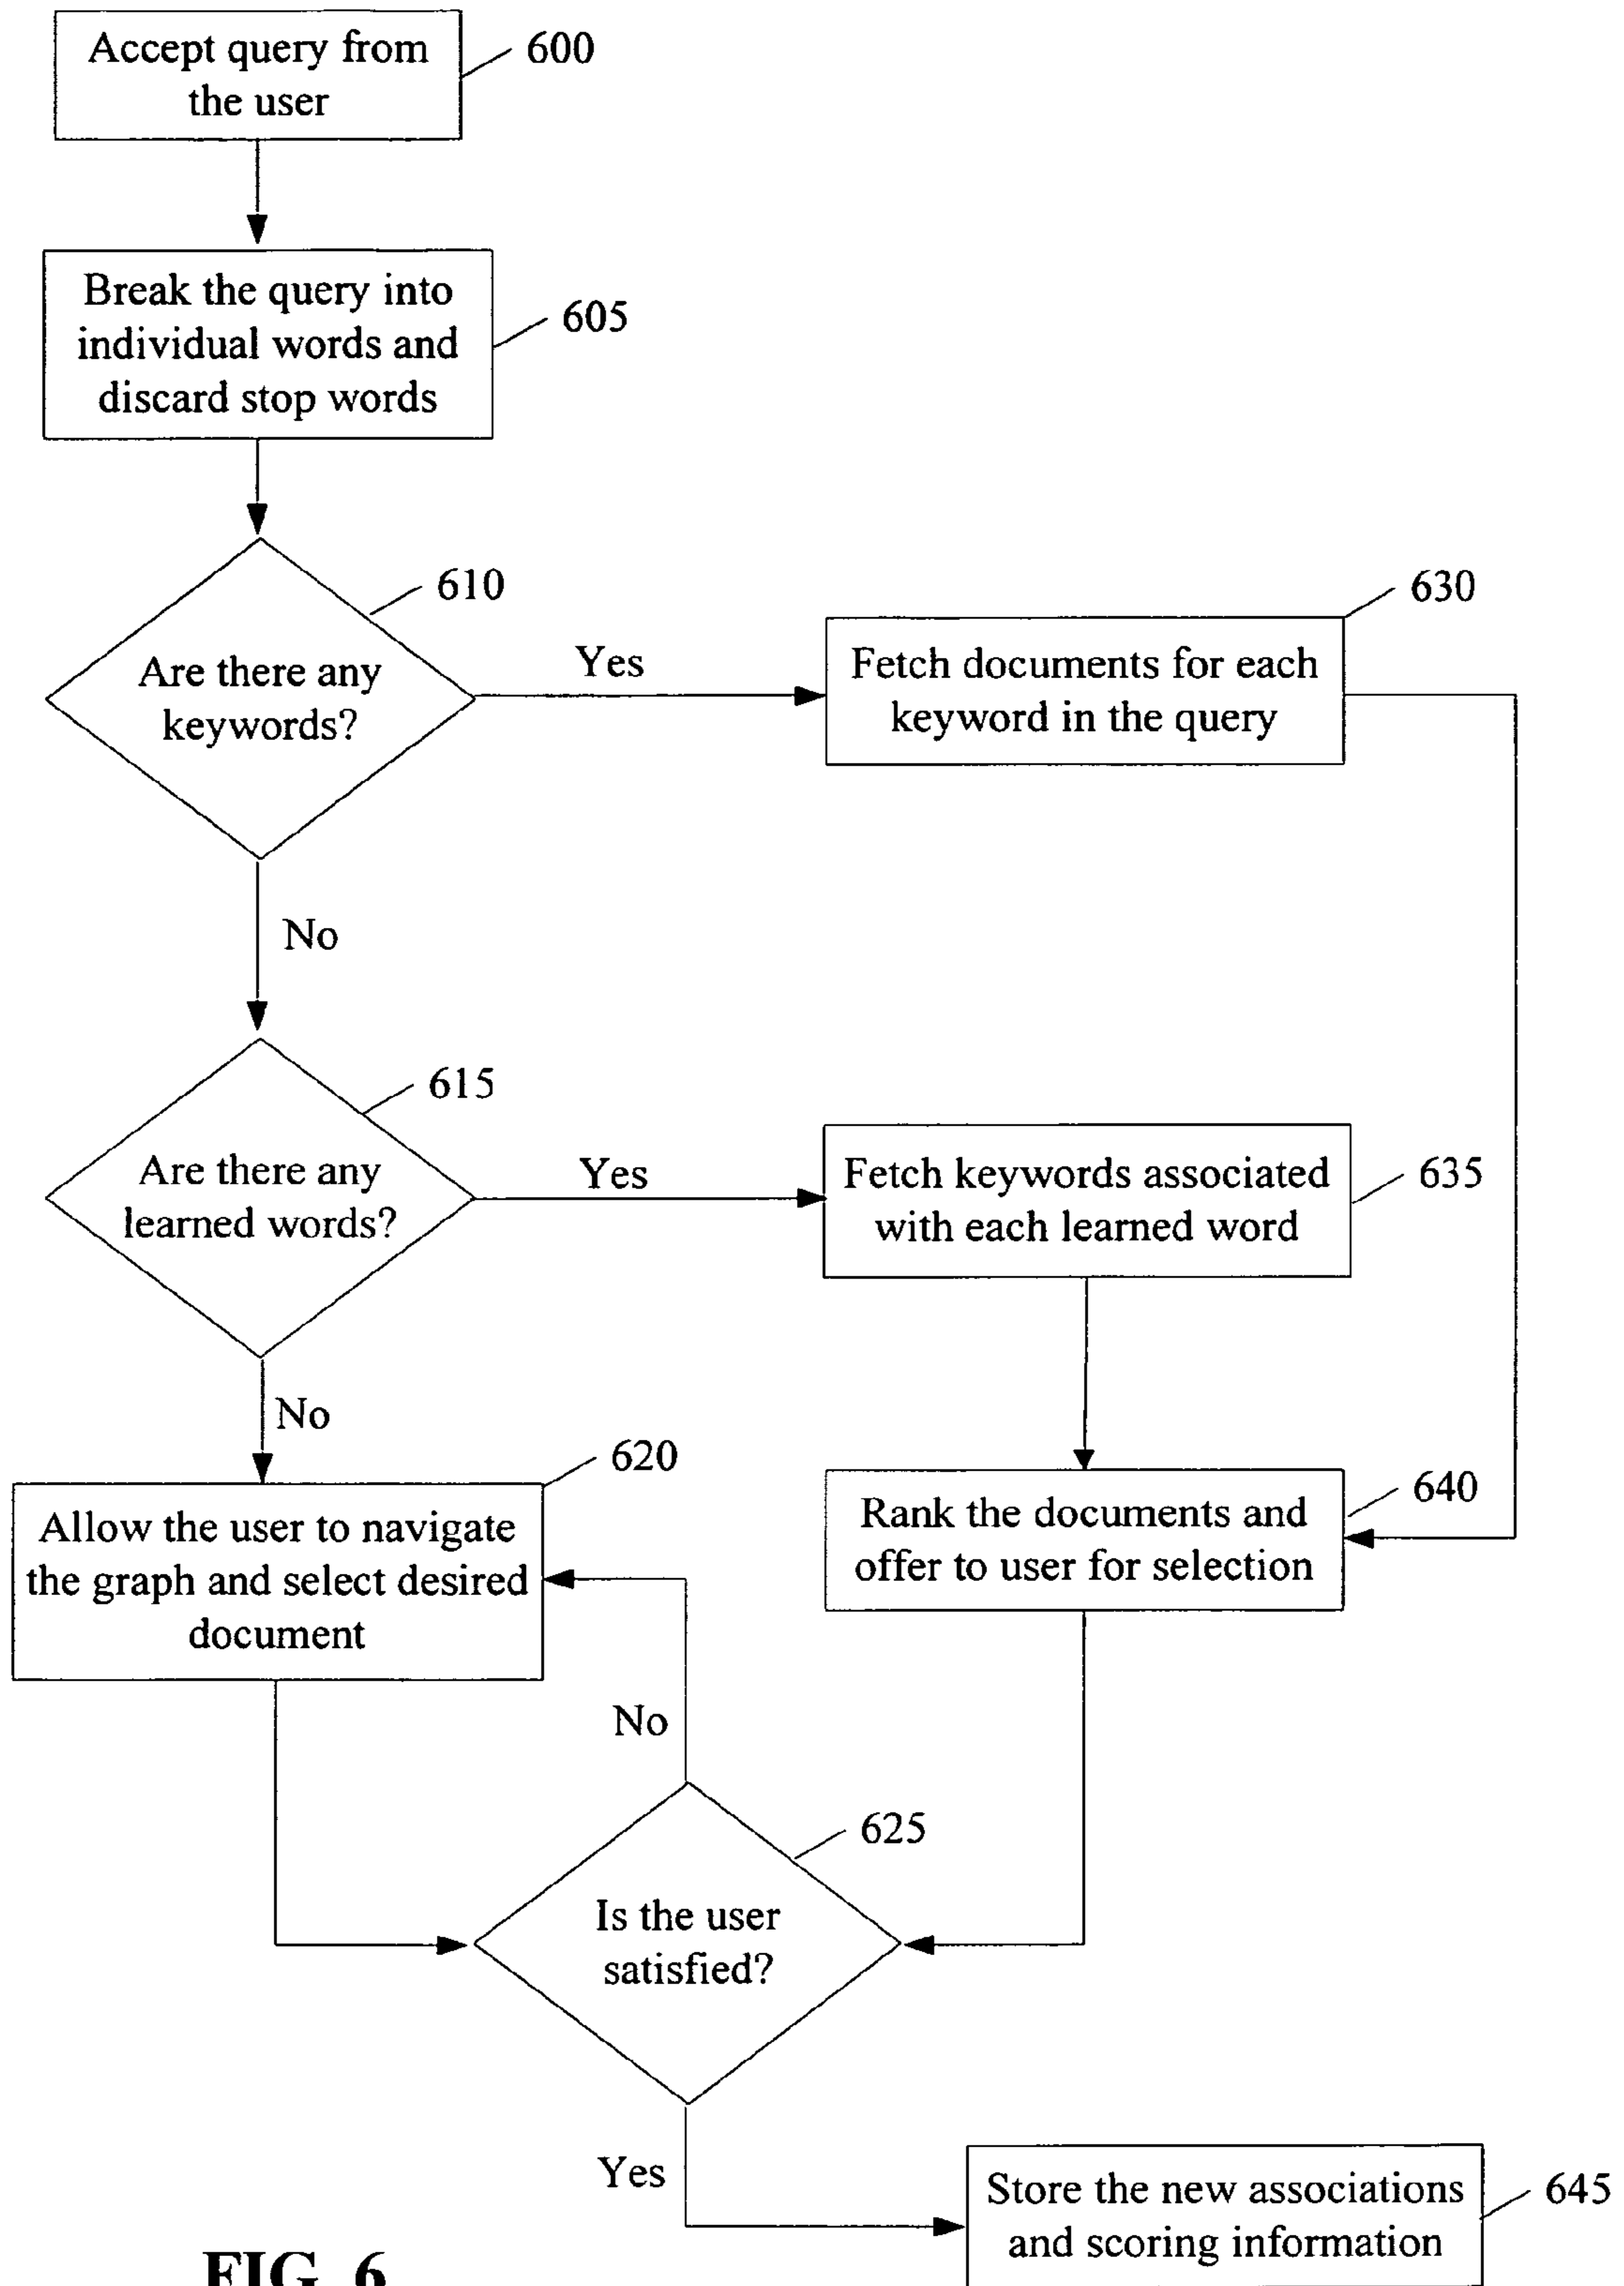 Accept query from
the user
600
Break the query into
individual words and
discard stop words
605
610
Are there any
keywords?
Yes
630
Fetch documents for each
keyword in the query
No
615
Are there any
learned words?
Yes
Fetch keywords associated
with each learned word
635
No
620
Allow the user to navigate
the graph and select desired
document
640
Rank the documents and
offer to user for selection
No
625
Is the user
satisfied?
Yes
Store the new associations
and scoring information
645
FIG. 6